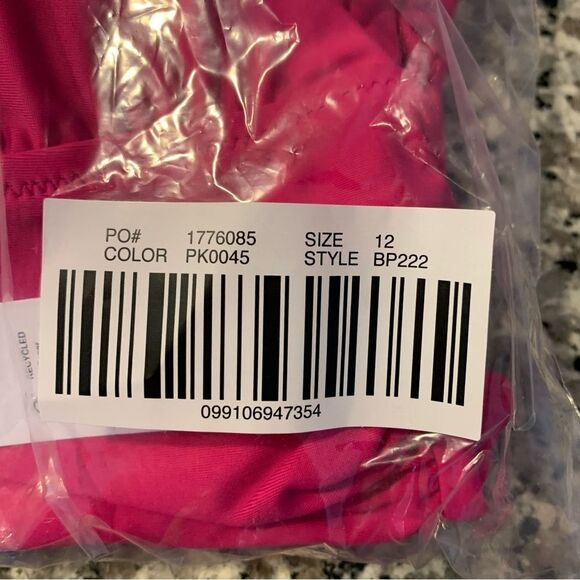 PO# 1776085 SIZE 12
COLOR PK0045 STYLE BP222
099106947354
RECYCLED